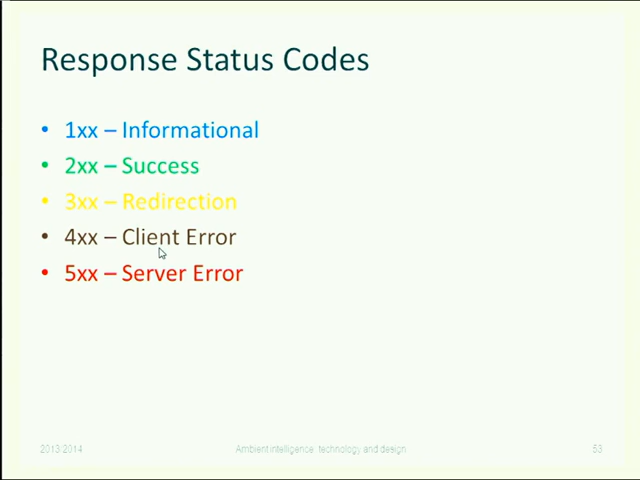 Response Status Codes
• 1xx – Informational
• 2xx – Success
• 3xx – Redirection
• 4xx – Client Error
• 5xx – Server Error
2013/2014 Ambient intelligence: technology and design 53